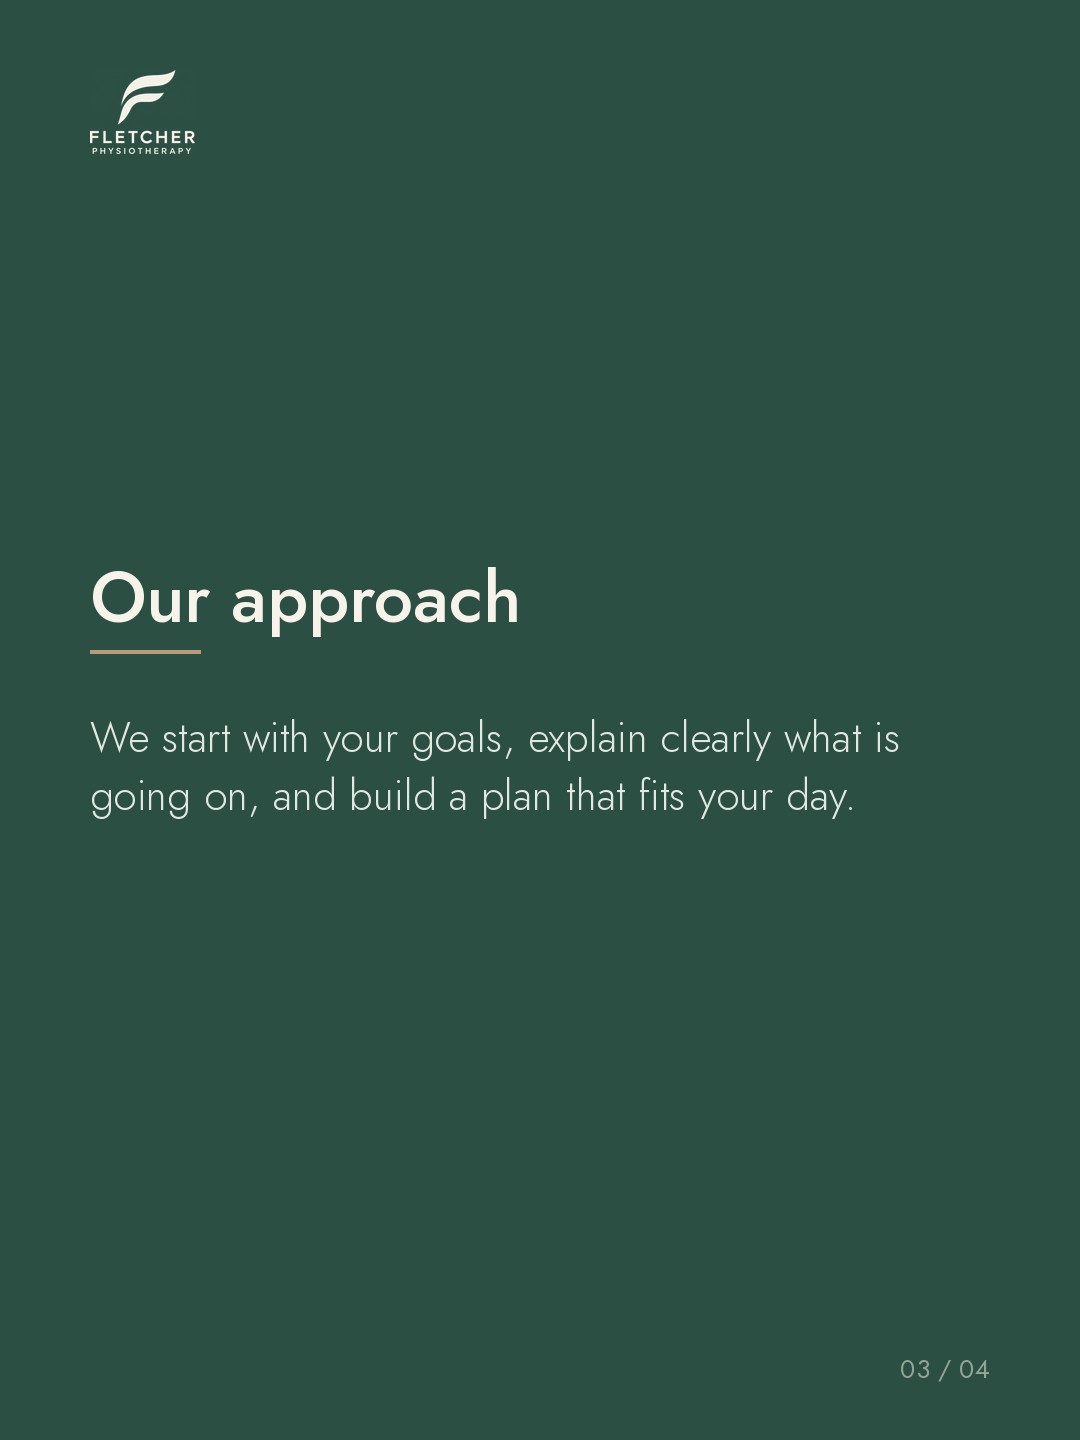 FLETCHER
PHYSIOTHERAPY
Our approach
We start with your goals, explain clearly what is
going on, and build a plan that fits your day.
03 / 04